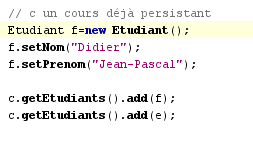 // c un cours déjà persistant
Etudiant f=new Etudiant();
f.setNom("Didier");
f.setPrenom("Jean-Pascal");
c.getEtudiants().add(f);
c.getEtudiants().add(e);